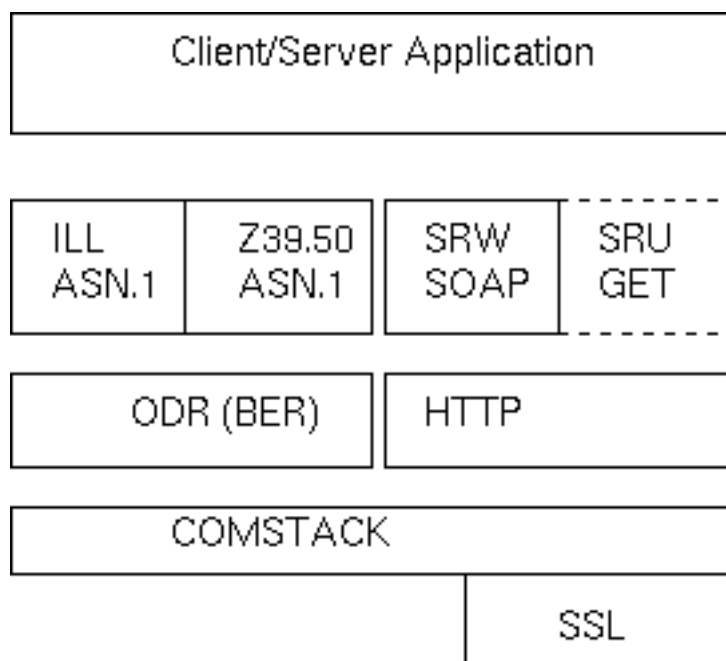 Client/Server Application
ILL
ASN.1
Z39.50
ASN.1
SRW
SOAP
SRU
GET
ODR (BER)
HTTP
COMSTACK
SSL